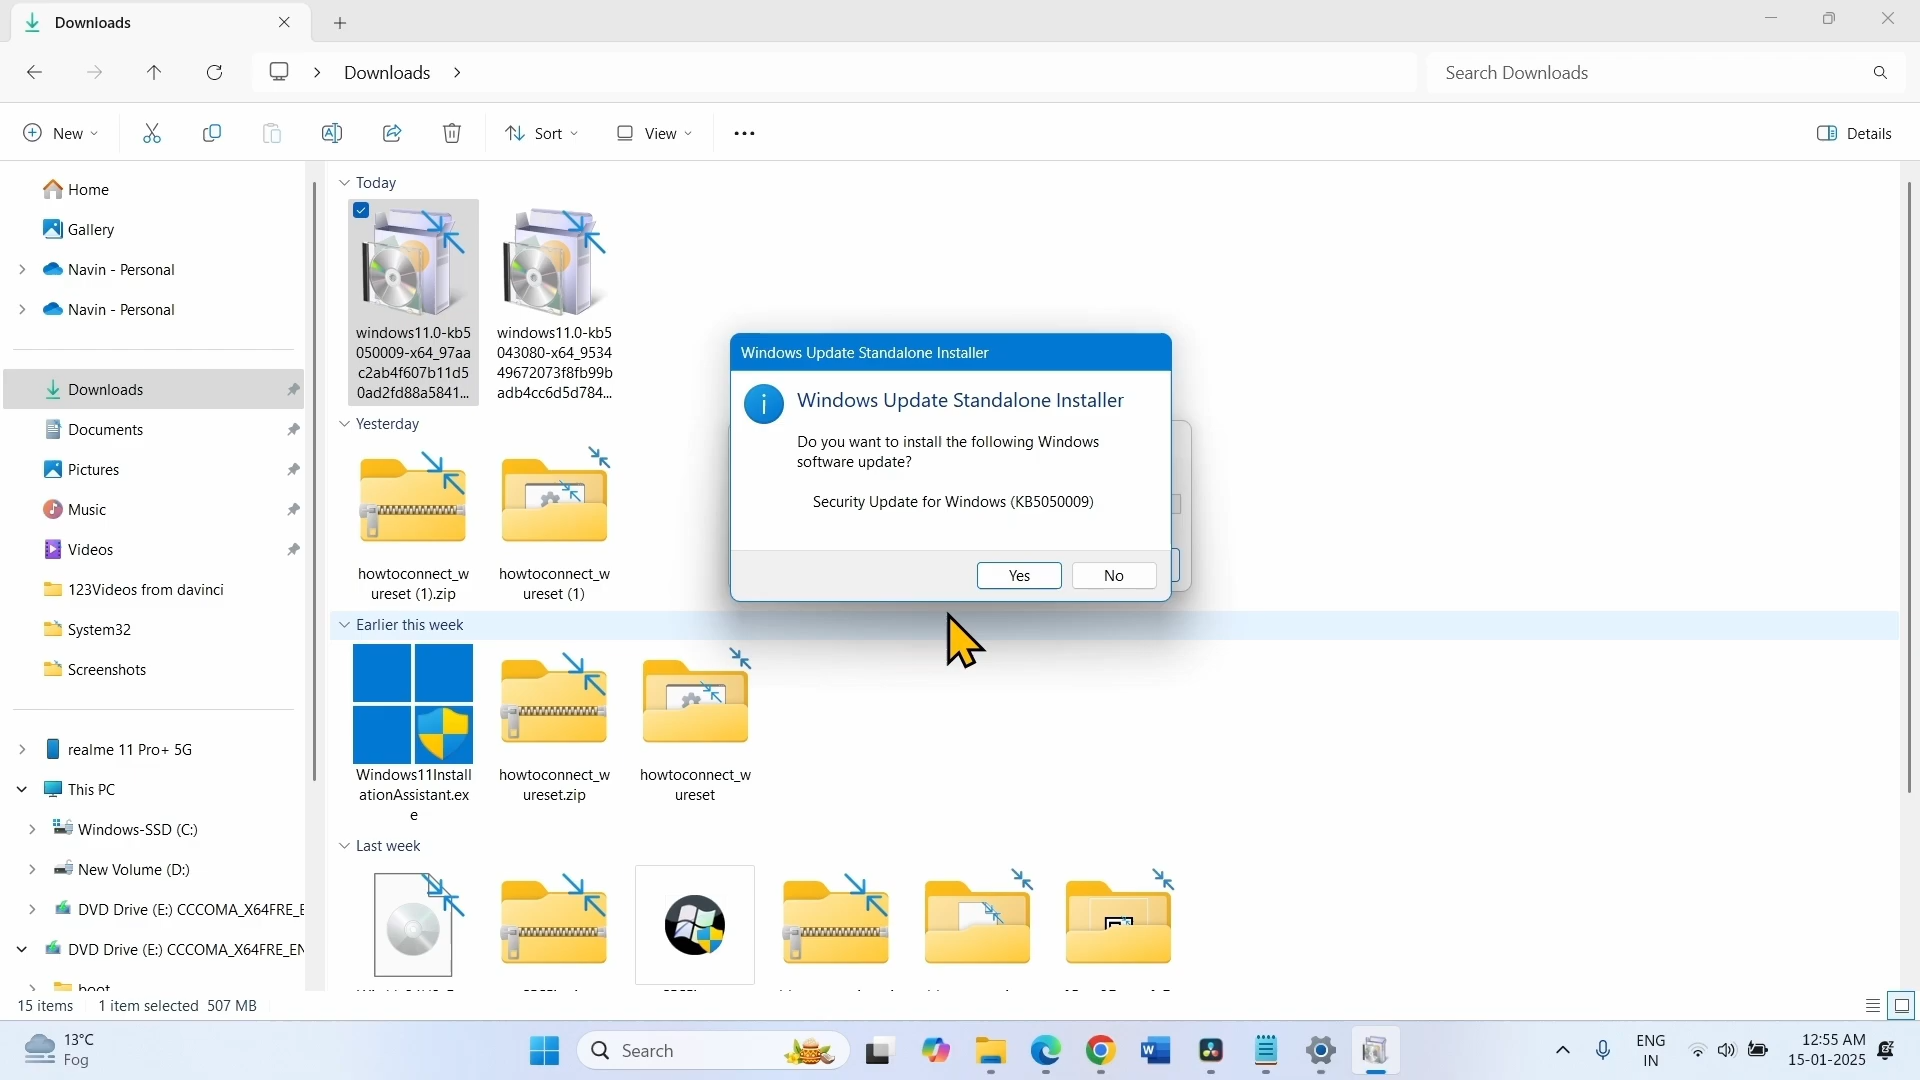 Downloads
Downloads
Search Downloads
New
Sort
View
Details
Home
Gallery
Navin - Personal
Navin - Personal
Downloads
Documents
Pictures
Music
Videos
123Videos from davinci
System32
Screenshots
realme 11 Pro+ 5G
This PC
Windows-SSD (C:)
New Volume (D:)
DVD Drive (E:) CCCOMA_X64FRE_E
DVD Drive (E:) CCCOMA_X64FRE_EN
boot
Today
windows11.0-kb5
050009-x64_97aa
c2ab4f607b11d5
0ad2fd88a5841...
windows11.0-kb5
043080-x64_9534
49672073f8fb99b
adb4cc6d5d784...
Yesterday
howtoconnect_w
ureset (1).zip
howtoconnect_w
ureset (1)
Earlier this week
Windows11Install
ationAssistant.ex
e
howtoconnect_w
ureset.zip
howtoconnect_w
ureset
Last week
Windows Update Standalone Installer
Windows Update Standalone Installer
Do you want to install the following Windows
software update?
Security Update for Windows (KB5050009)
Yes
No
15 items
1 item selected 507 MB
13°C
Fog
Search
ENG
IN
12:55 AM
15-01-2025